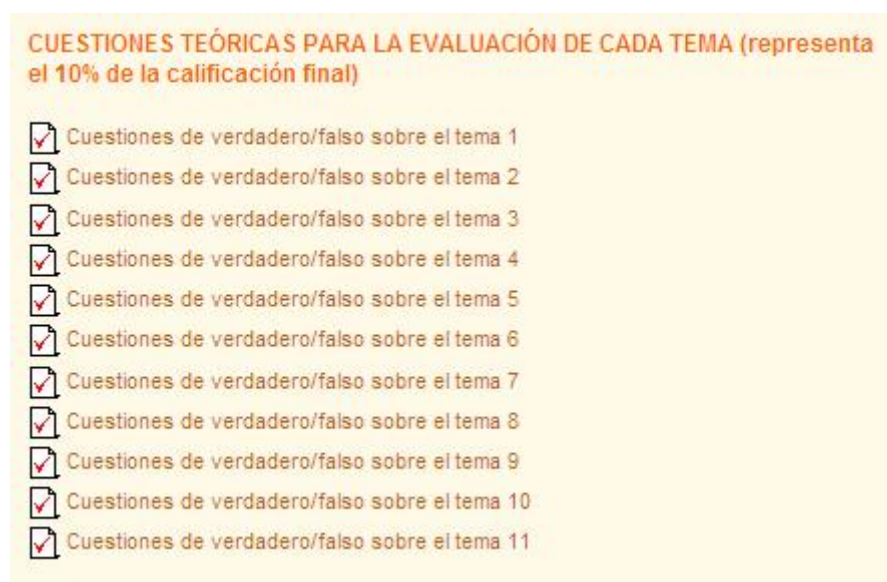 CUESTIONES TEÓRICAS PARA LA EVALUACIÓN DE CADA TEMA (representa
el 10% de la calificación final)
Cuestiones de verdadero/falso sobre el tema 1
Cuestiones de verdadero/falso sobre el tema 2
Cuestiones de verdadero/falso sobre el tema 3
Cuestiones de verdadero/falso sobre el tema 4
Cuestiones de verdadero/falso sobre el tema 5
Cuestiones de verdadero/falso sobre el tema 6
Cuestiones de verdadero/falso sobre el tema 7
Cuestiones de verdadero/falso sobre el tema 8
Cuestiones de verdadero/falso sobre el tema 9
Cuestiones de verdadero/falso sobre el tema 10
Cuestiones de verdadero/falso sobre el tema 11